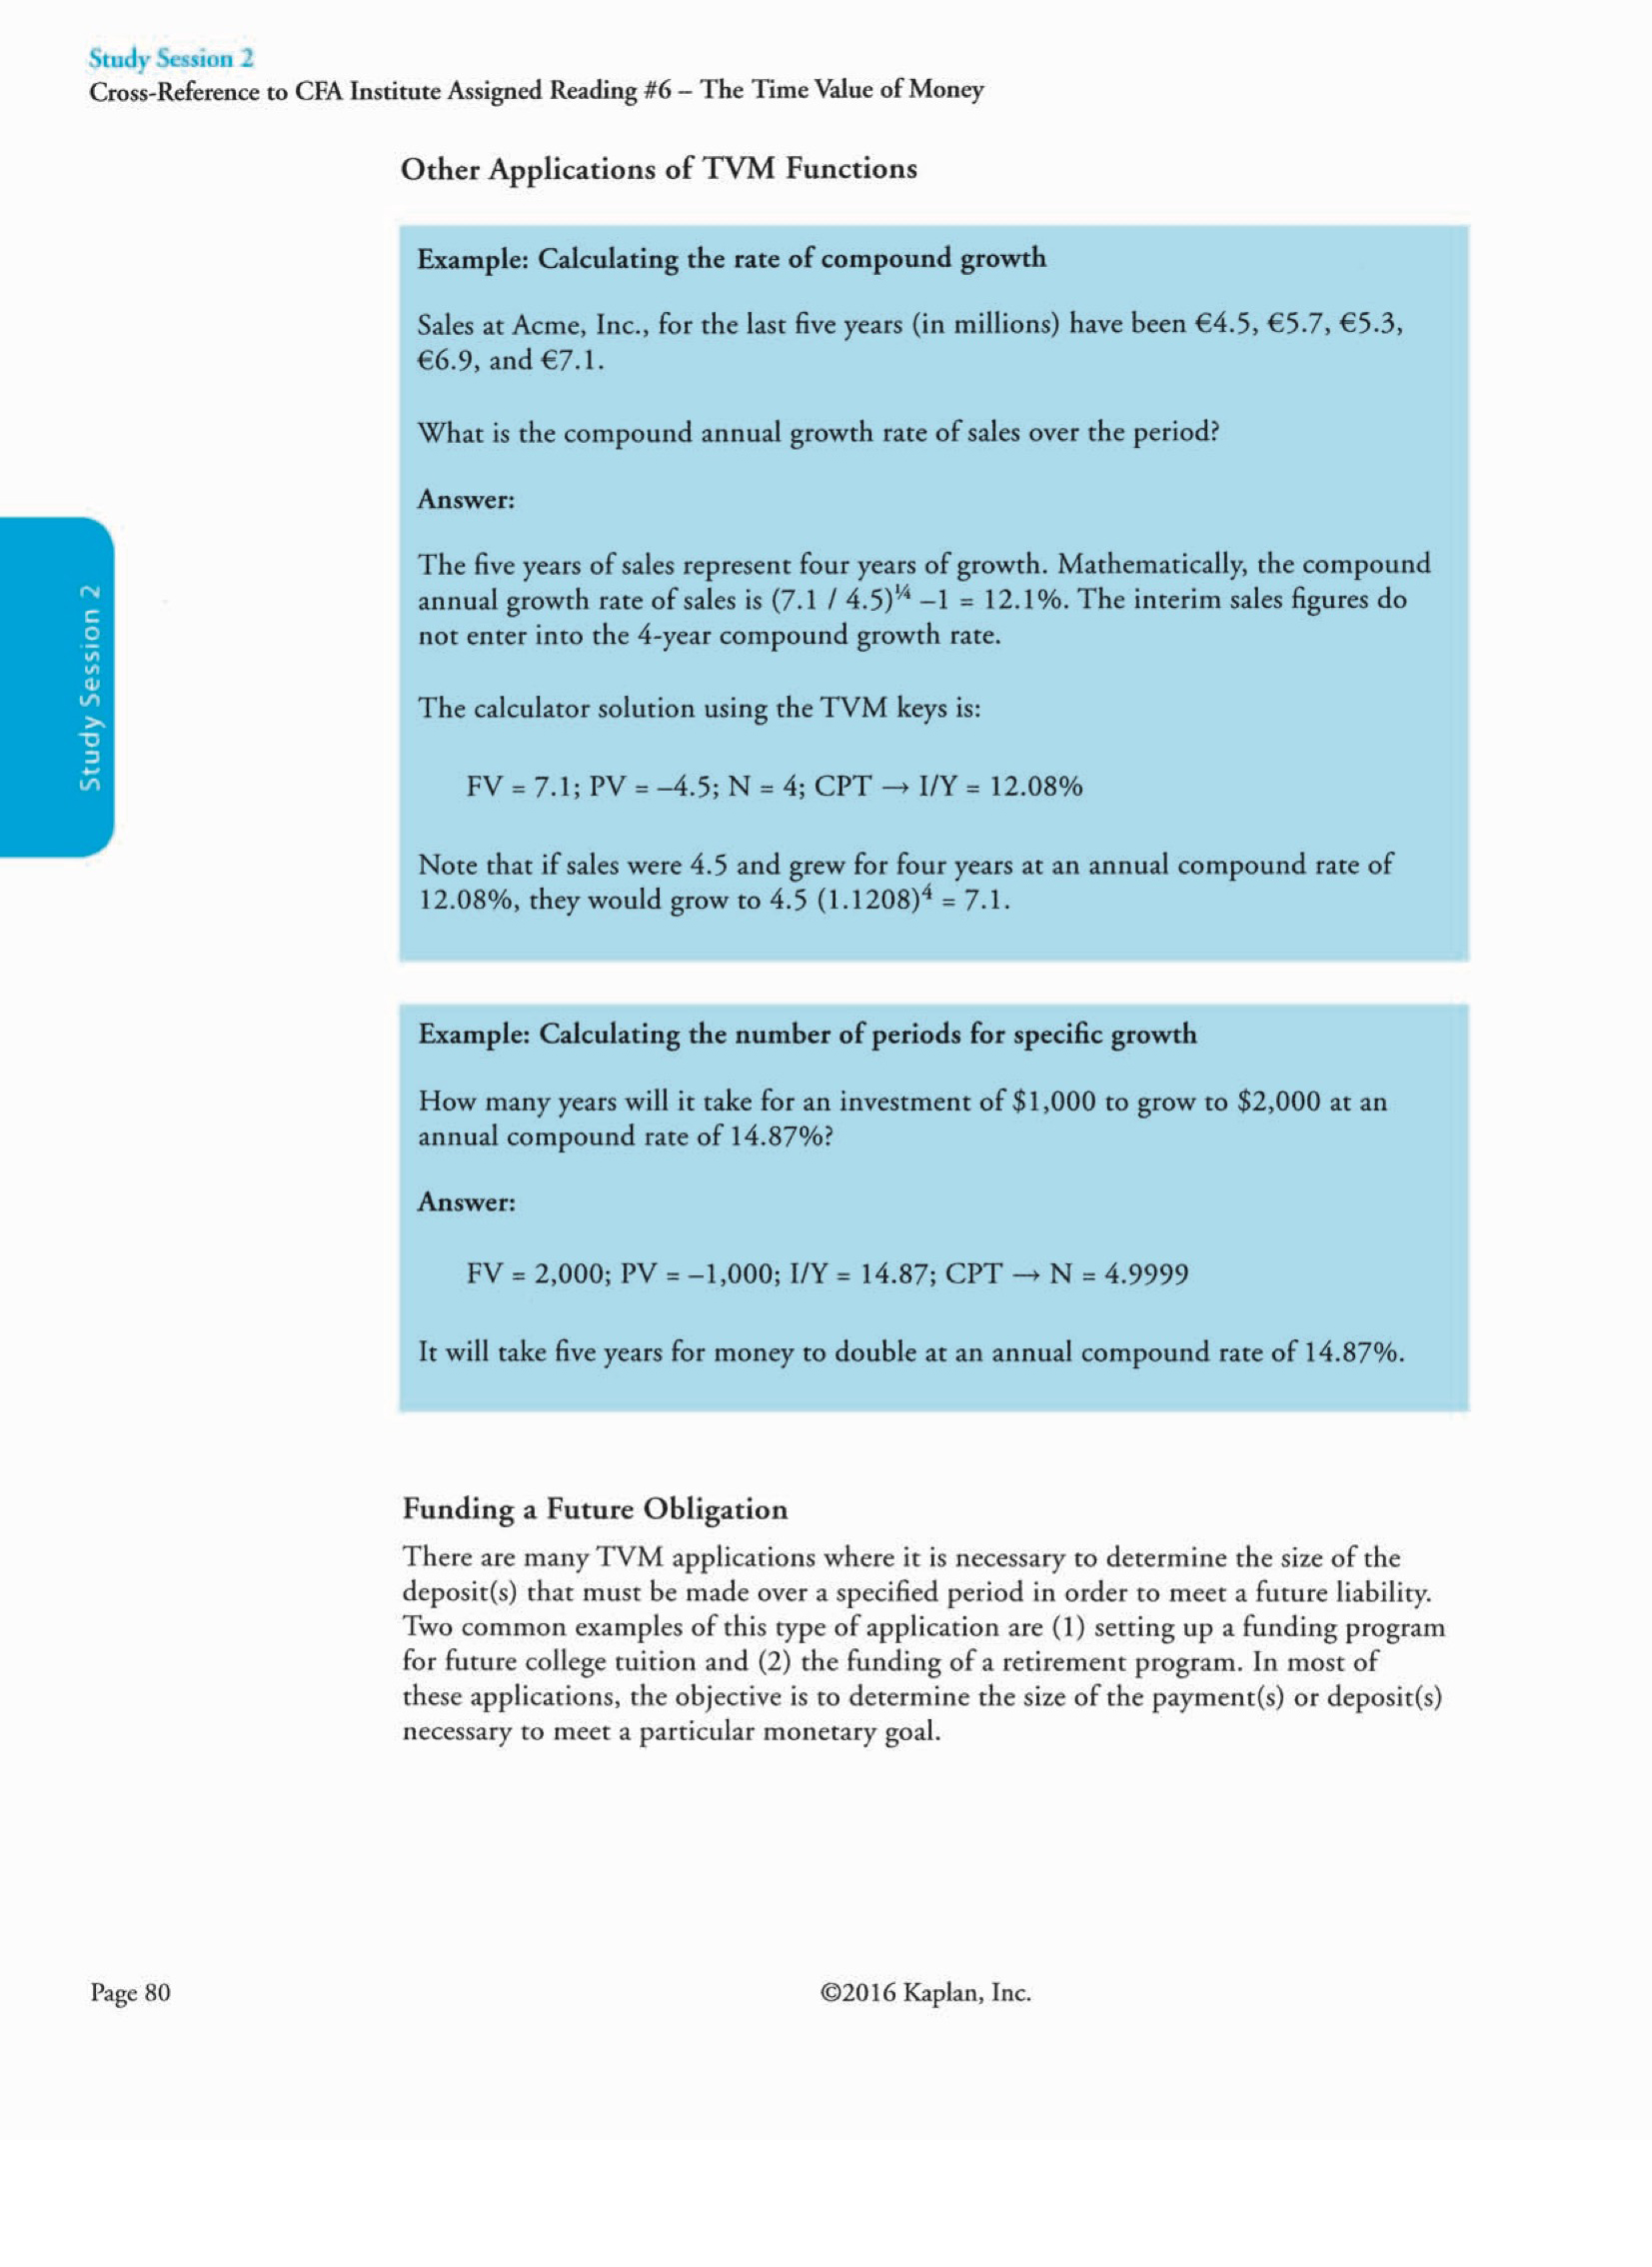 Study Session 2
Cross-Reference to CFA Institute Assigned Reading #6 – The Time Value of Money
Other Applications of TVM Functions
Example: Calculating the rate of compound growth
Sales at Acme, Inc., for the last five years (in millions) have been €4.5, €5.7, €5.3,
€6.9, and €7.1.
What is the compound annual growth rate of sales over the period?
Answer:
The five years of sales represent four years of growth. Mathematically, the compound
annual growth rate of sales is (7.1 / 4.5)^¼ –1 = 12.1%. The interim sales figures do
not enter into the 4-year compound growth rate.
The calculator solution using the TVM keys is:
FV = 7.1; PV = –4.5; N = 4; CPT → I/Y = 12.08%
Note that if sales were 4.5 and grew for four years at an annual compound rate of
12.08%, they would grow to 4.5 (1.1208)⁴ = 7.1.
Study Session 2
Example: Calculating the number of periods for specific growth
How many years will it take for an investment of $1,000 to grow to $2,000 at an
annual compound rate of 14.87%?
Answer:
FV = 2,000; PV = –1,000; I/Y = 14.87; CPT → N = 4.9999
It will take five years for money to double at an annual compound rate of 14.87%.
Funding a Future Obligation
There are many TVM applications where it is necessary to determine the size of the
deposit(s) that must be made over a specified period in order to meet a future liability.
Two common examples of this type of application are (1) setting up a funding program
for future college tuition and (2) the funding of a retirement program. In most of
these applications, the objective is to determine the size of the payment(s) or deposit(s)
necessary to meet a particular monetary goal.
Page 80
©2016 Kaplan, Inc.